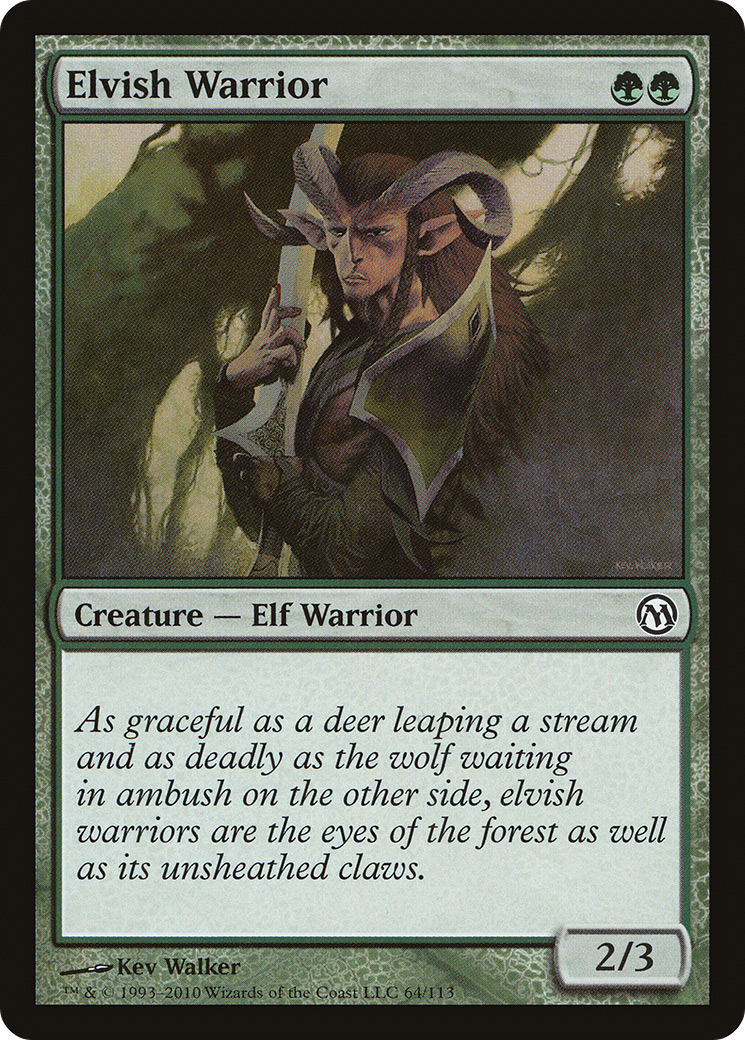 Elvish Warrior
Kev. Walker
Creature — Elf Warrior
As graceful as a deer leaping a stream
and as deadly as the wolf waiting
in ambush on the other side, elvish
warriors are the eyes of the forest as well
as its unsheathed claws.
2/3
Kev Walker
™ & © 1993–2010 Wizards of the Coast LLC 64/113